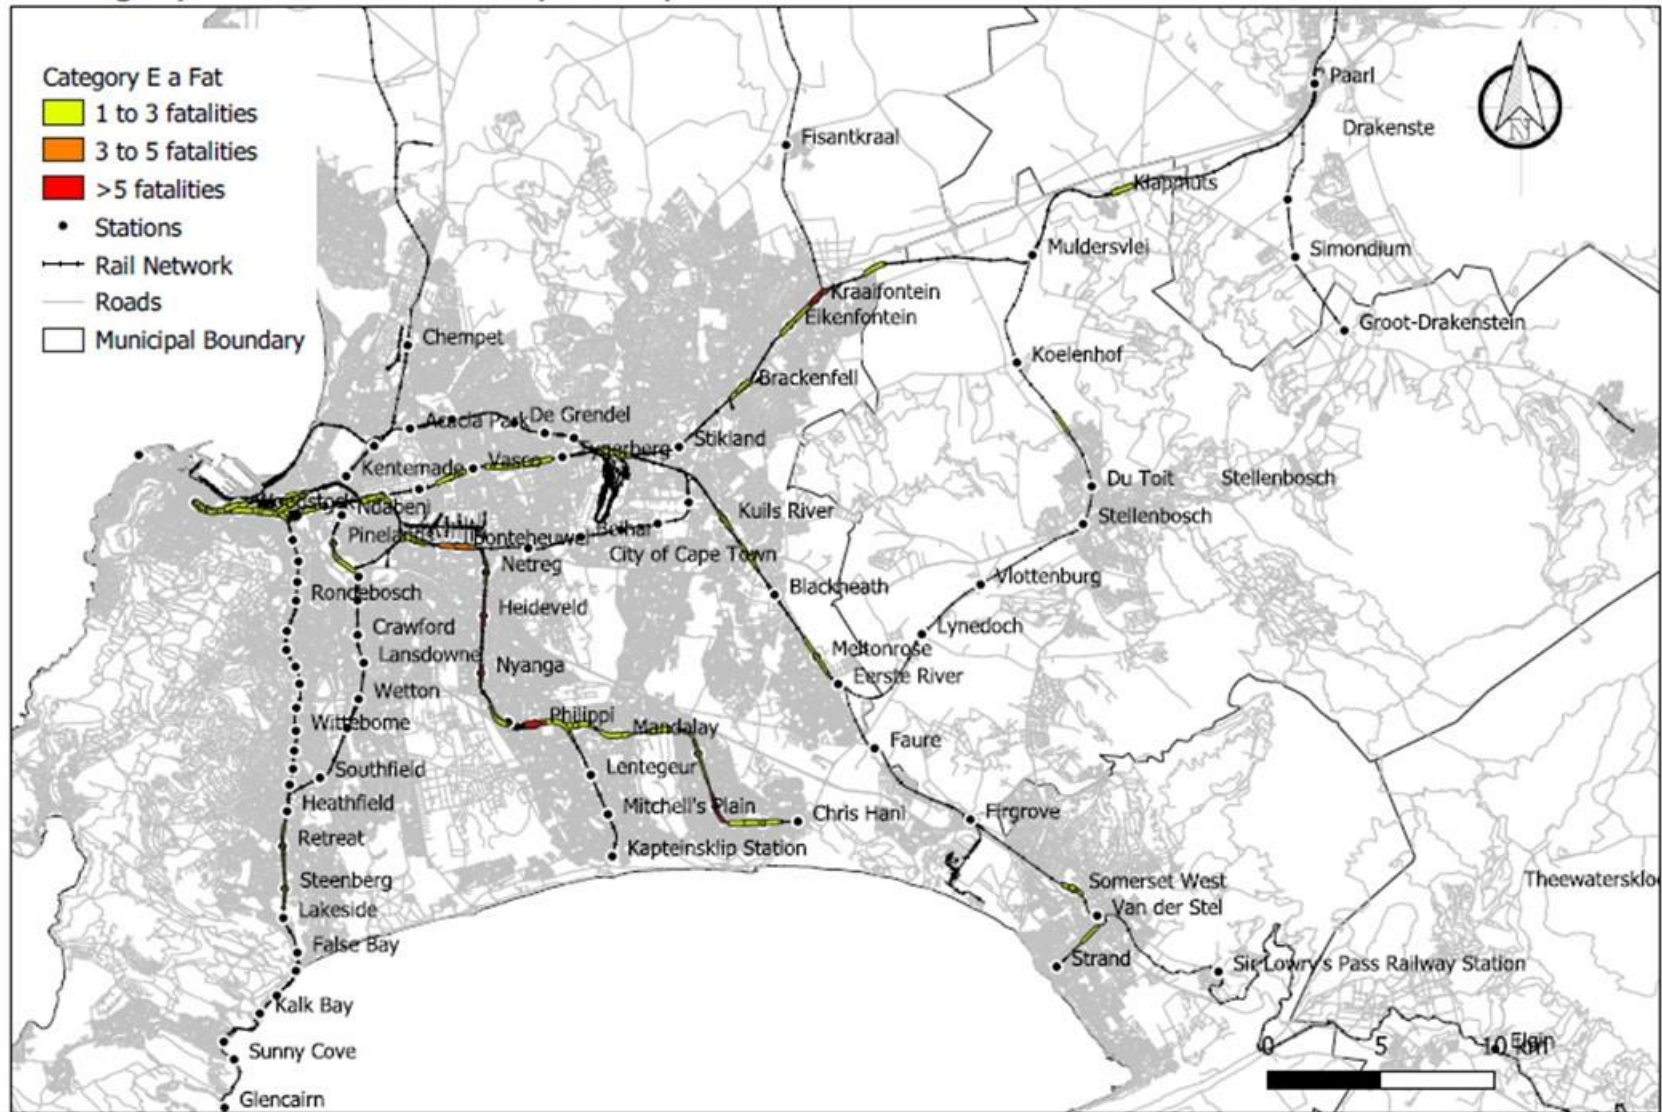 Category E a Fat
1 to 3 fatalities
3 to 5 fatalities
>5 fatalities
Stations
Rail Network
Roads
Municipal Boundary
N
Paarl
Drakenste
Fisantkraal
Klapmuts
Muldersvlei
Simondium
Kraaifontein
Eikenfontein
Groot-Drakenstein
Chempet
Koelenhof
Brackenfell
Acacia Park
De Grendel
Stikland
Kentemade
Vasco
Du Toit
Stellenbosch
Ndabeni
Kuils River
Stellenbosch
Pinelands
Bonteheuwel
Belhar
City of Cape Town
Netreg
Vlottenburg
Blackheath
Rondebosch
Heideveld
Crawford
Lynedoch
Lansdowne
Meltonrose
Nyanga
Eerste River
Wetton
Philippi
Wittebome
Mandalay
Faure
Southfield
Lentegeur
Heathfield
Mitchell's Plain
Chris Hani
Firgrove
Retreat
Kapteinsklip Station
Steenberg
Somerset West
Theewaterskloo
Lakeside
Van der Stel
False Bay
Strand
Sir Lowry's Pass Railway Station
Kalk Bay
Sunny Cove
0 5 10 km
Elgin
Glencairn